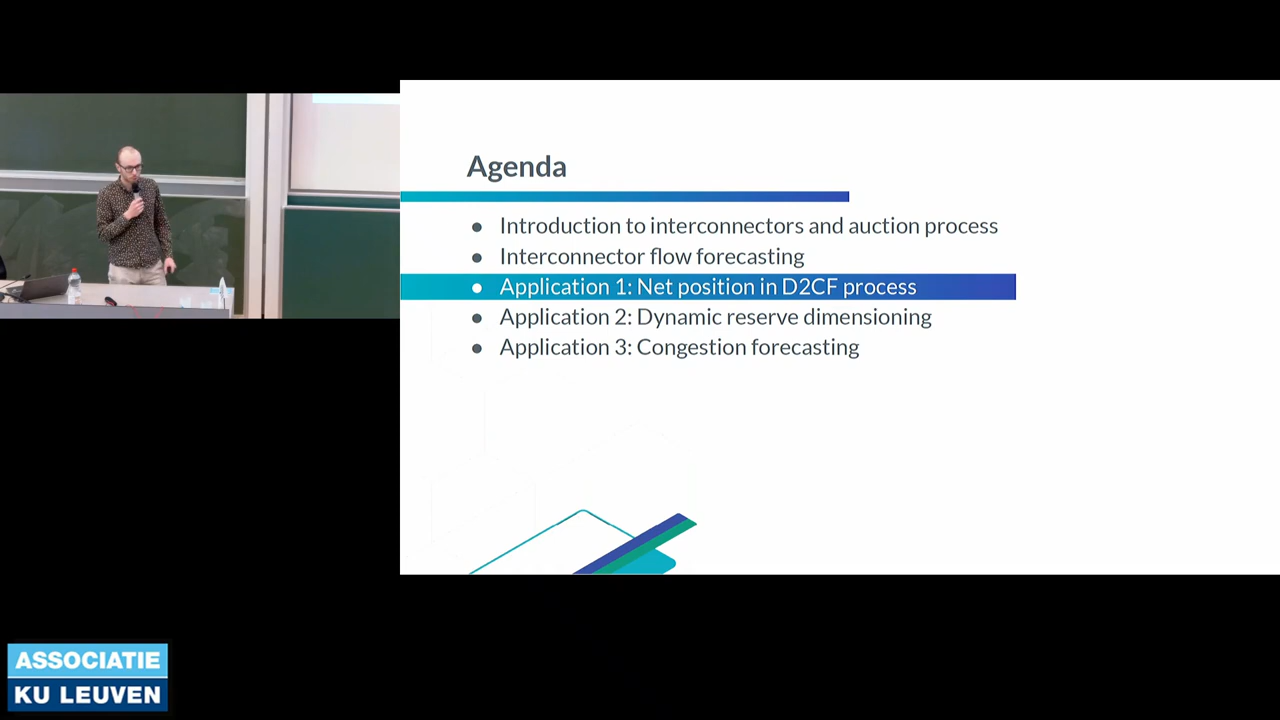 Agenda
Introduction to interconnectors and auction process
Interconnector flow forecasting
Application 1: Net position in D2CF process
Application 2: Dynamic reserve dimensioning
Application 3: Congestion forecasting
ASSOCIATIE
KU LEUVEN